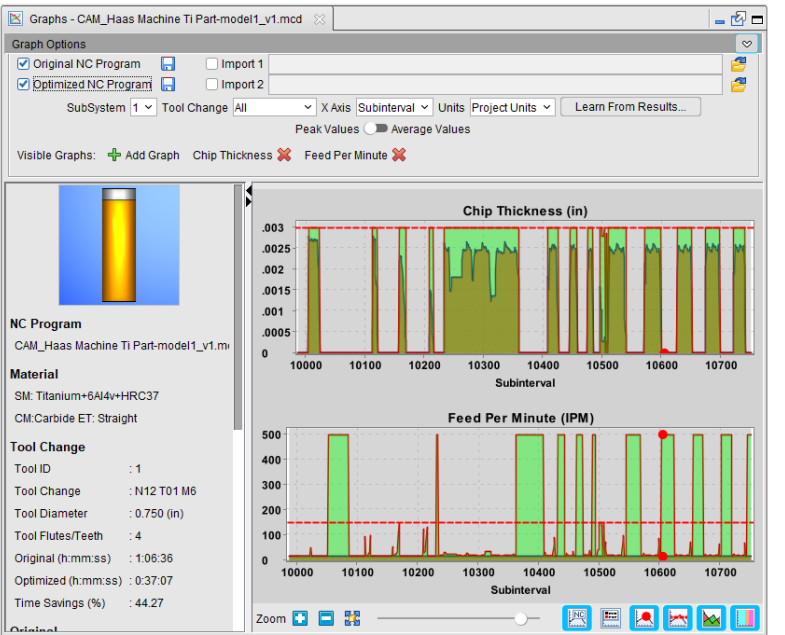 Graphs - CAM_Haas Machine Ti Part-model1_v1.mcd
Graph Options
Original NC Program Import 1
Optimized NC Program Import 2
SubSystem 1 Tool Change All X Axis Subinterval Units Project Units Learn From Results...
Peak Values Average Values
Visible Graphs: Add Graph Chip Thickness Feed Per Minute
NC Program
CAM_Haas Machine Ti Part-model1_v1.m
Material
SM: Titanium+6Al4v+HRC37
CM:Carbide ET: Straight
Tool Change
Tool ID : 1
Tool Change : N12 T01 M6
Tool Diameter : 0.750 (in)
Tool Flutes/Teeth : 4
Original (h:mm:ss) : 1:06:36
Optimized (h:mm:ss) : 0:37:07
Time Savings (%) : 44.27
Original
Chip Thickness (in)
.003
.0025
.002
.0015
.001
.0005
0
10000 10100 10200 10300 10400 10500 10600 10700
Subinterval
Feed Per Minute (IPM)
500
400
300
200
100
0
10000 10100 10200 10300 10400 10500 10600 10700
Subinterval
Zoom
NC